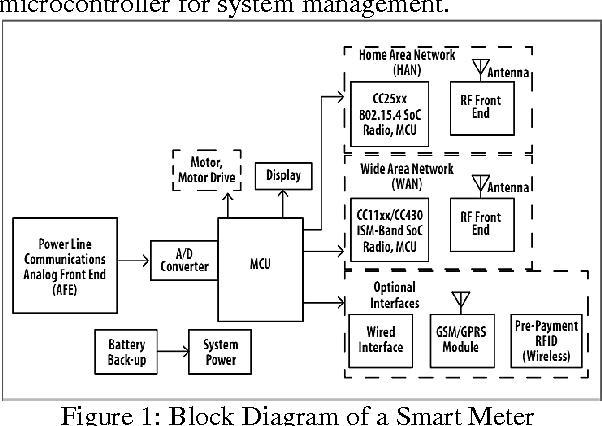 microcontroller for system management.
Home Area Network
(HAN)
Antenna
CC25xx
802.15.4 SoC
Radio, MCU
RF Front
End
Motor,
Motor Drive
Display
Wide Area Network
(WAN)
Antenna
CC11xx/CC430
ISM-Band SoC
Radio, MCU
RF Front
End
Power Line
Communications
Analog Front End
(AFE)
A/D
Converter
MCU
Optional
Interfaces
Wired
Interface
GSM/GPRS
Module
Pre-Payment
RFID
(Wireless)
Battery
Back-up
System
Power
Figure 1: Block Diagram of a Smart Meter